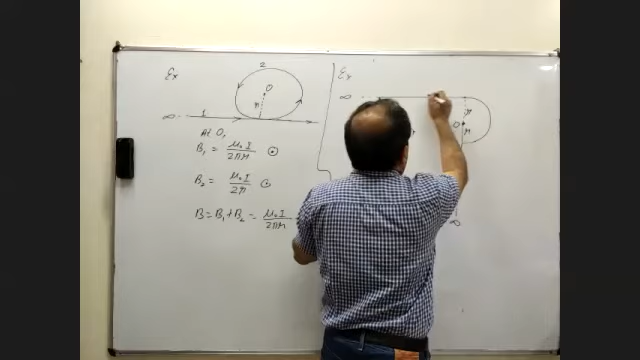 Ex
2
O
r
∞ 1
At O,
B₁ = μ₀I / 2πr ⊙
B₂ = μ₀I / 2r ⊙
B = B₁ + B₂ = μ₀I / 2πr
Ex
∞
r
O
r
∞